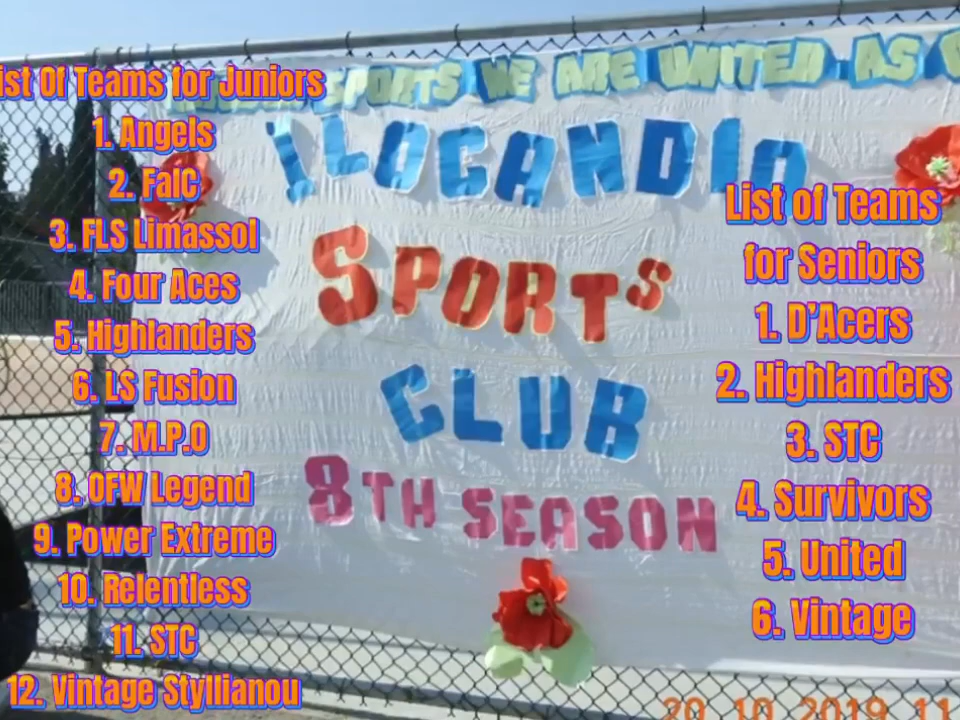 SPORTS WE ARE UNITED AS
ILOCANDIA
SPORTS
CLUB
8TH SEASON
ist Of Teams for Juniors
1. Angels
2. FaIC
3. FLS Limassol
4. Four Aces
5. Highlanders
6. LS Fusion
7. M.P.O
8. OFW Legend
9. Power Extreme
10. Relentless
11. STC
12. Vintage Styllianou
List of Teams
for Seniors
1. D'Acers
2. Highlanders
3. STC
4. Survivors
5. United
6. Vintage
20 10 2019 11